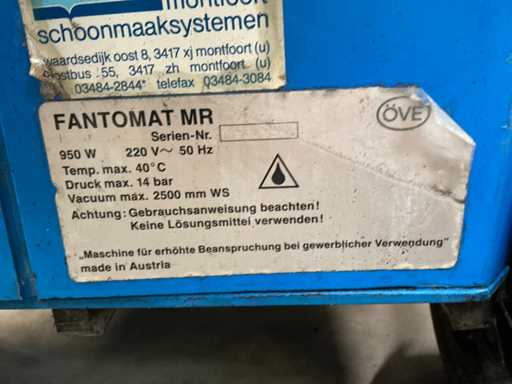 montfoort
schoonmaaksystemen
waardsedijk oost 8, 3417 xj montfoort (u)
postbus 55, 3417 zh montfoort (u)
03484-2844* telefax 03484-3084
FANTOMAT MR
ÖVE
Serien-Nr.
950 W 220 V~ 50 Hz
Temp. max. 40°C
Druck max. 14 bar
Vacuum max. 2500 mm WS
Achtung: Gebrauchsanweisung beachten!
Keine Lösungsmittel verwenden!
„Maschine für erhöhte Beanspruchung bei gewerblicher Verwendung"
made in Austria